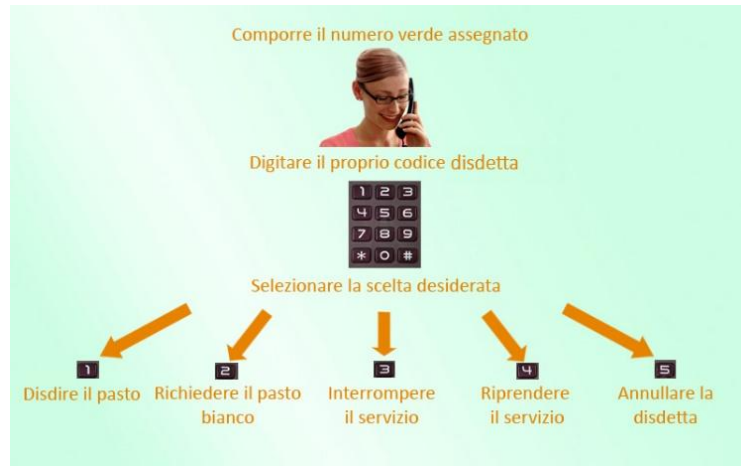 Comporre il numero verde assegnato
Digitare il proprio codice disdetta
1 2 3
4 5 6
7 8 9
* 0 #
Selezionare la scelta desiderata
1
Disdire il pasto
2
Richiedere il pasto
bianco
3
Interrompere
il servizio
4
Riprendere
il servizio
5
Annullare la
disdetta